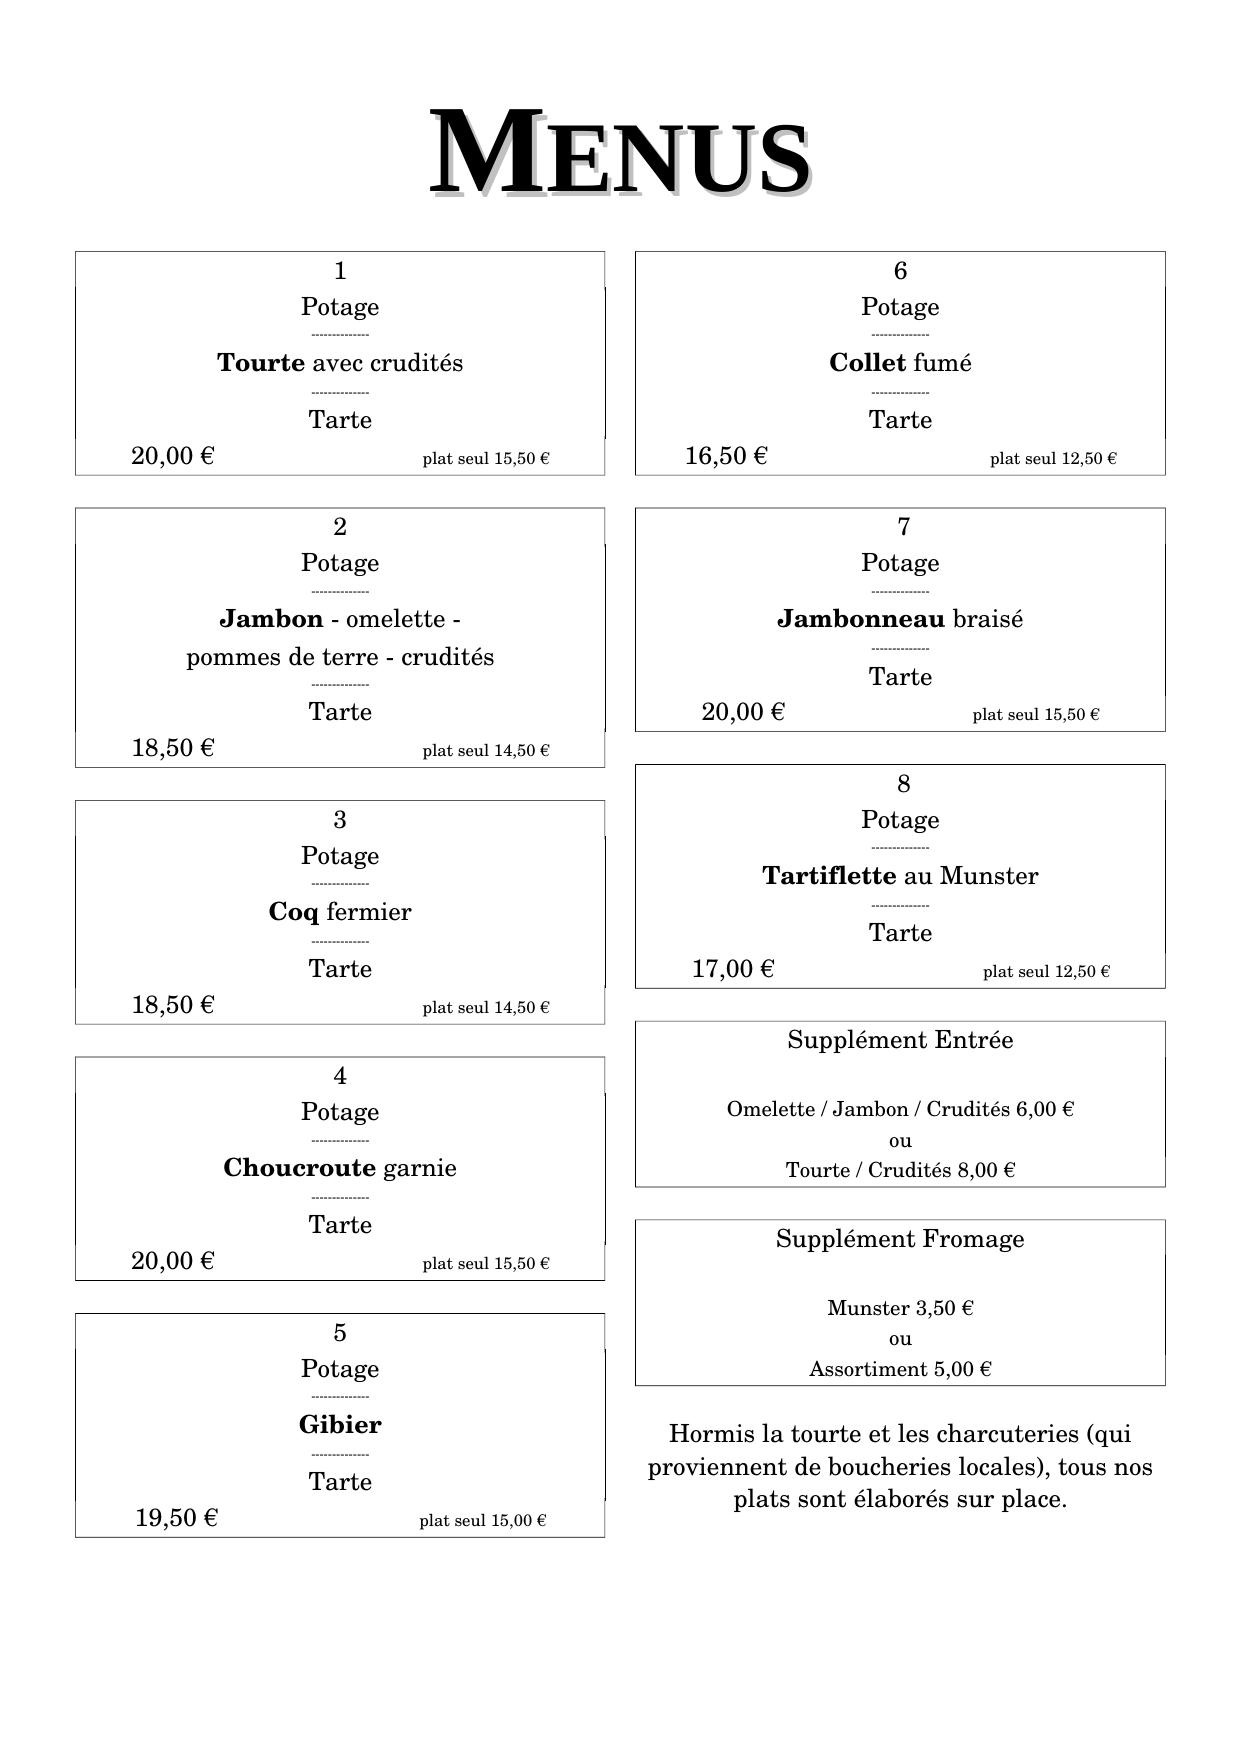 MENUS
1
Potage
--------------
Tourte avec crudités
--------------
Tarte
20,00 € plat seul 15,50 €
2
Potage
--------------
Jambon - omelette -
pommes de terre - crudités
--------------
Tarte
18,50 € plat seul 14,50 €
3
Potage
--------------
Coq fermier
--------------
Tarte
18,50 € plat seul 14,50 €
4
Potage
--------------
Choucroute garnie
--------------
Tarte
20,00 € plat seul 15,50 €
5
Potage
--------------
Gibier
--------------
Tarte
19,50 € plat seul 15,00 €
6
Potage
--------------
Collet fumé
--------------
Tarte
16,50 € plat seul 12,50 €
7
Potage
--------------
Jambonneau braisé
--------------
Tarte
20,00 € plat seul 15,50 €
8
Potage
--------------
Tartiflette au Munster
--------------
Tarte
17,00 € plat seul 12,50 €
Supplément Entrée
Omelette / Jambon / Crudités 6,00 €
ou
Tourte / Crudités 8,00 €
Supplément Fromage
Munster 3,50 €
ou
Assortiment 5,00 €
Hormis la tourte et les charcuteries (qui
proviennent de boucheries locales), tous nos
plats sont élaborés sur place.